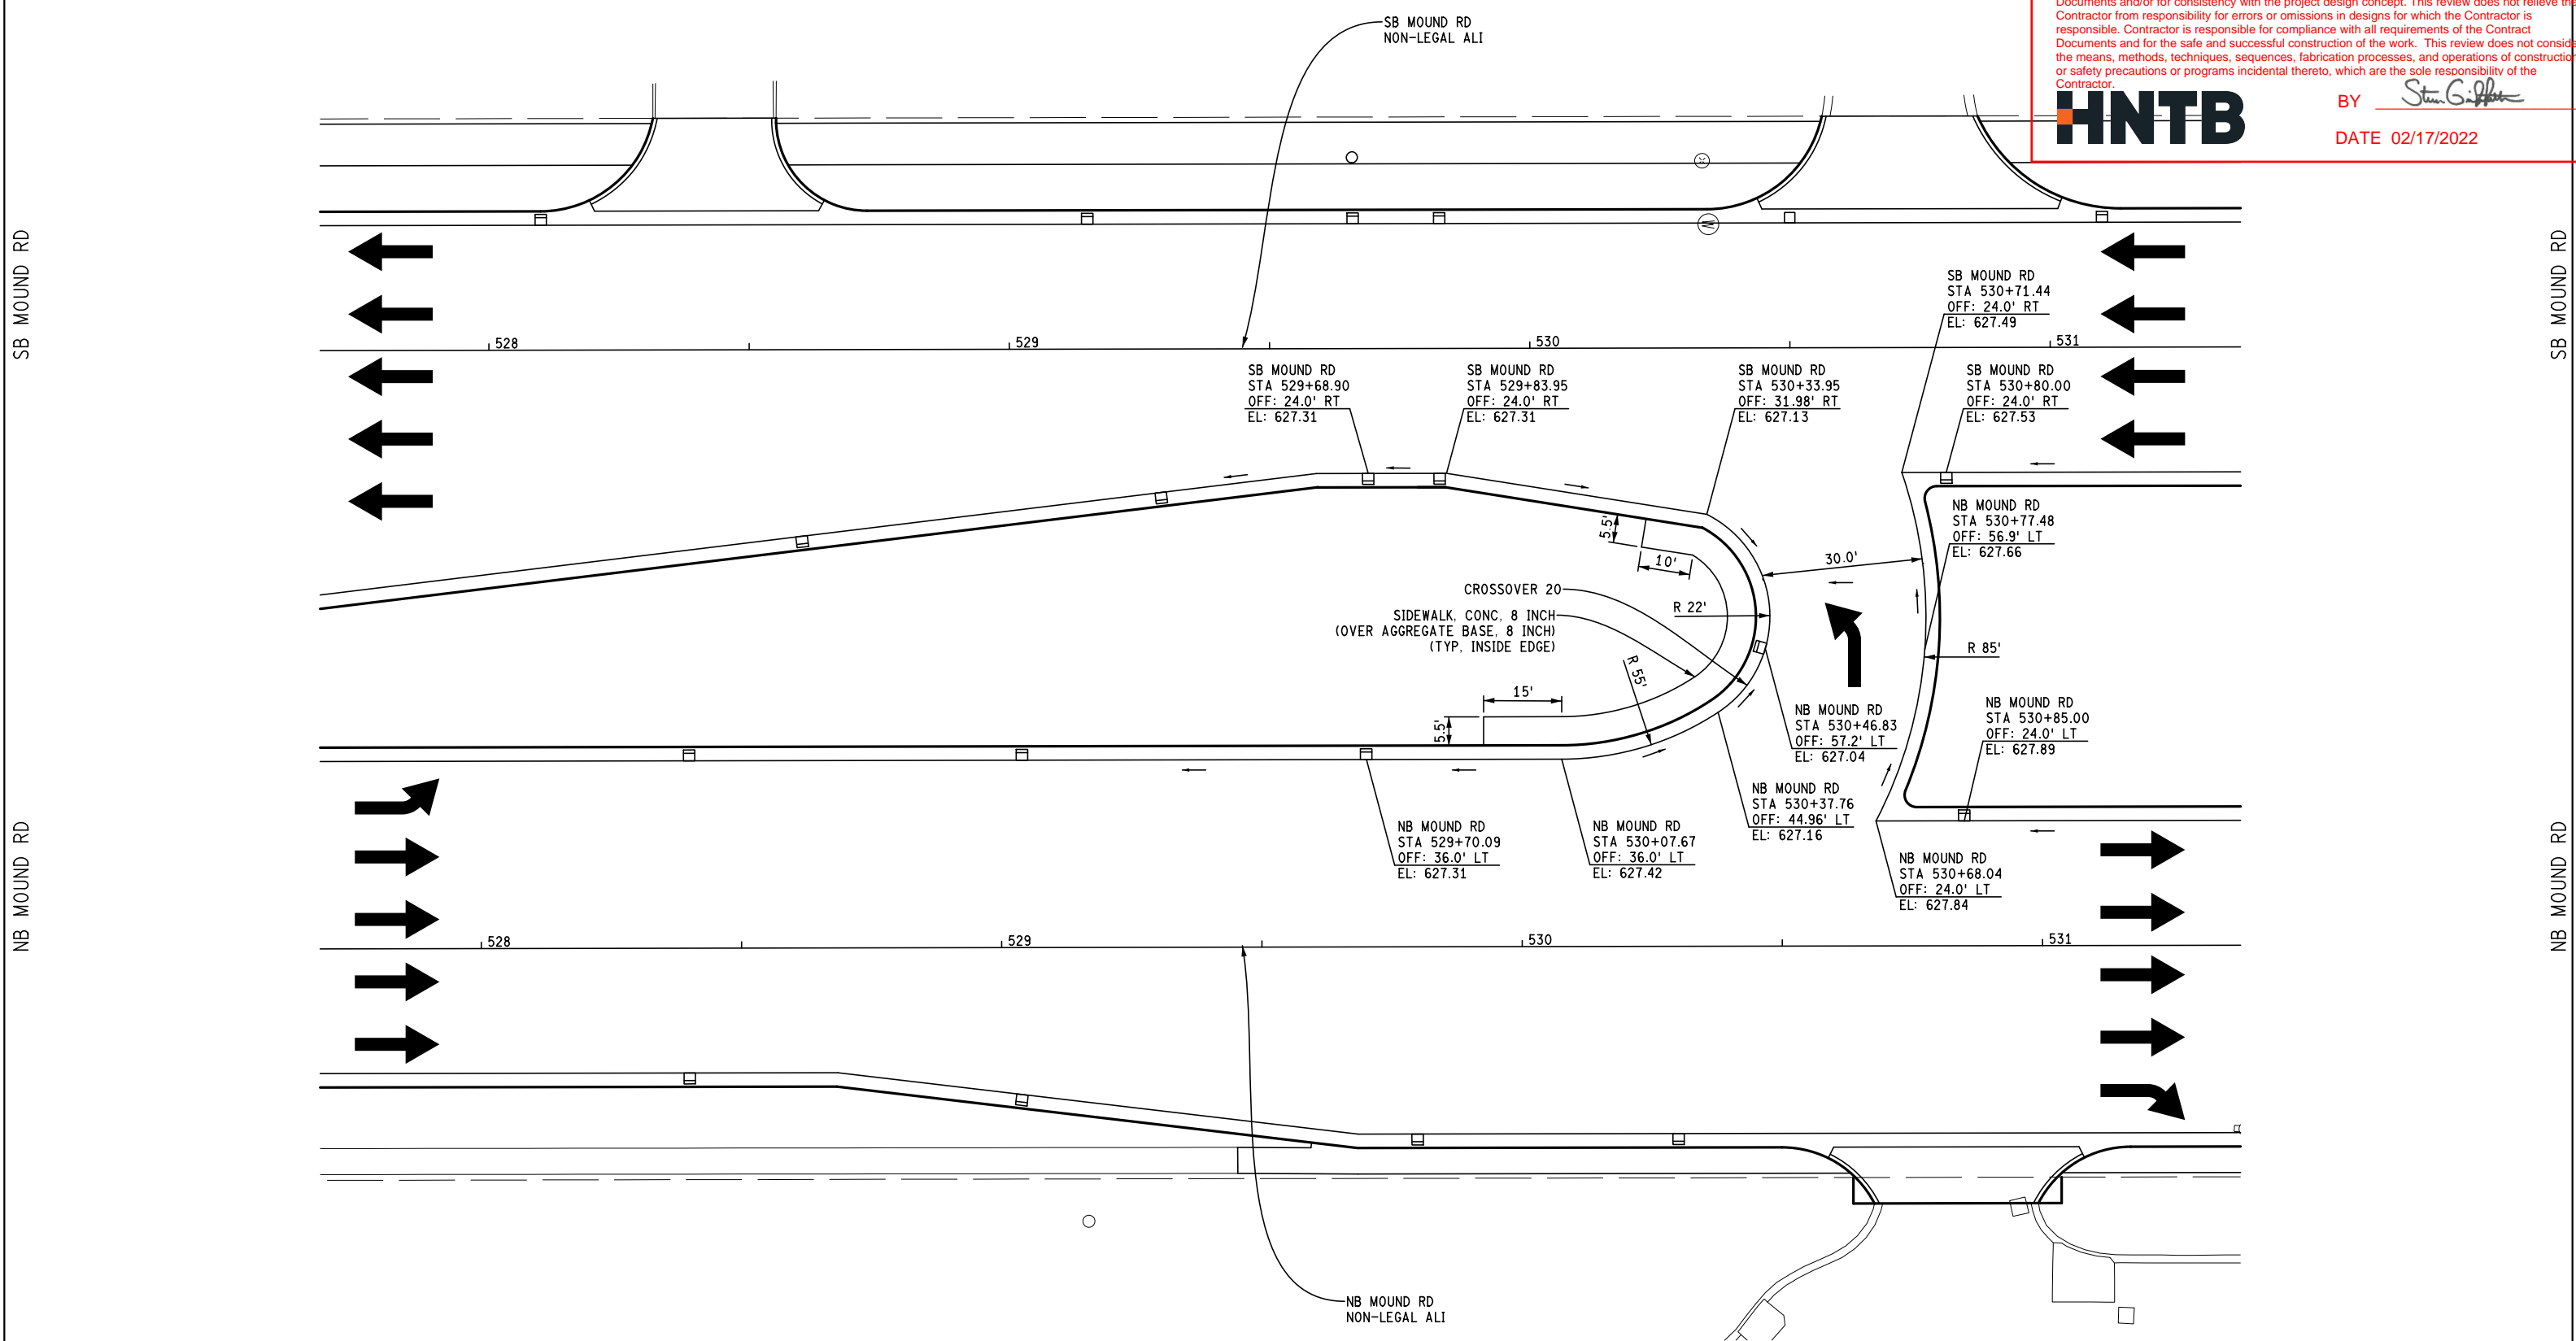 Documents and/or for consistency with the project design concept. This review does not relieve the
Contractor from responsibility for errors or omissions in designs for which the Contractor is
responsible. Contractor is responsible for compliance with all requirements of the Contract
Documents and for the safe and successful construction of the work. This review does not
the means, methods, techniques, sequences, fabrication processes, and operations of
or safety precautions or programs incidental thereto, which are the sole responsibility of the
Contractor.
HNTB
BY
DATE 02/17/2022
SB MOUND RD
NON-LEGAL ALI
SB MOUND RD
SB MOUND RD
528
529
530
531
SB MOUND RD
STA 530+71.44
OFF: 24.0' RT
EL: 627.49
SB MOUND RD
STA 529+68.90
OFF: 24.0' RT
EL: 627.31
SB MOUND RD
STA 529+83.95
OFF: 24.0' RT
EL: 627.31
SB MOUND RD
STA 530+33.95
OFF: 31.98' RT
EL: 627.13
SB MOUND RD
STA 530+80.00
OFF: 24.0' RT
EL: 627.53
NB MOUND RD
STA 530+77.48
OFF: 56.9' LT
EL: 627.66
5.5'
10'
30.0'
CROSSOVER 20
R 22'
SIDEWALK, CONC, 8 INCH
(OVER AGGREGATE BASE, 8 INCH)
(TYP, INSIDE EDGE)
R 55'
R 85'
15'
5.5'
NB MOUND RD
STA 530+46.83
OFF: 57.2' LT
EL: 627.04
NB MOUND RD
STA 530+85.00
OFF: 24.0' LT
EL: 627.89
NB MOUND RD
STA 530+37.76
OFF: 44.96' LT
EL: 627.16
NB MOUND RD
STA 529+70.09
OFF: 36.0' LT
EL: 627.31
NB MOUND RD
STA 530+07.67
OFF: 36.0' LT
EL: 627.42
NB MOUND RD
STA 530+68.04
OFF: 24.0' LT
EL: 627.84
NB MOUND RD
NB MOUND RD
528
529
530
531
NB MOUND RD
NON-LEGAL ALI